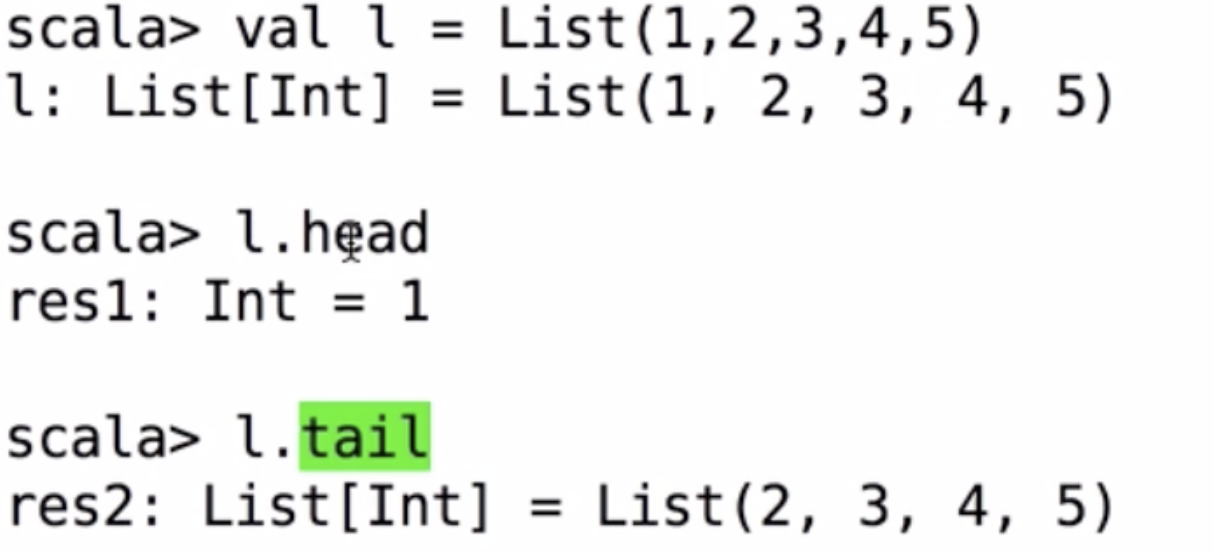 scala> val l = List(1,2,3,4,5)
l: List[Int] = List(1, 2, 3, 4, 5)
scala> l.head
res1: Int = 1
scala> l.tail
res2: List[Int] = List(2, 3, 4, 5)